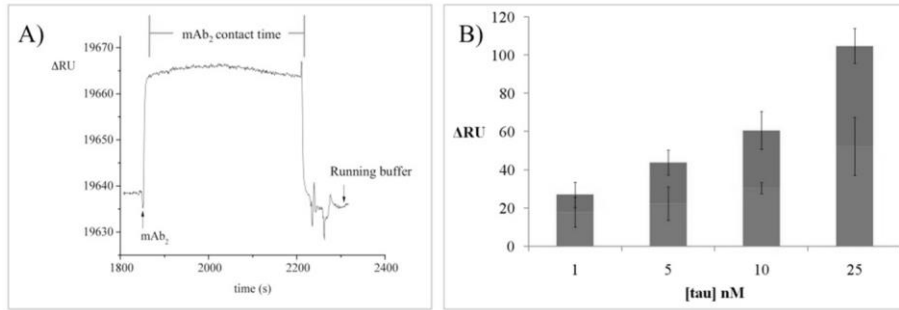 A)
mAb₂ contact time
ΔRU
19670
19660
19650
19640
19630
mAb₂
Running buffer
1800
2000
2200
2400
time (s)
B)
120
100
80
60
40
20
0
ΔRU
1
5
10
25
[tau] nM